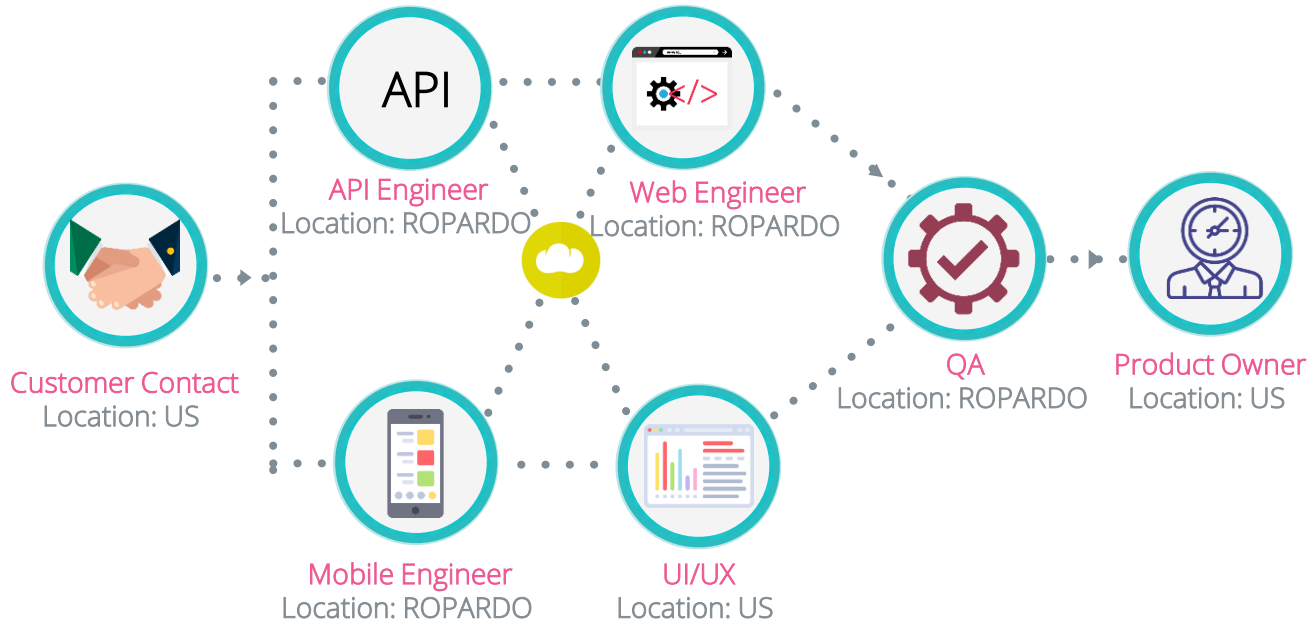 API
</>
API Engineer
Location: ROPARDO
Web Engineer
Location: ROPARDO
Customer Contact
Location: US
QA
Location: ROPARDO
Product Owner
Location: US
Mobile Engineer
Location: ROPARDO
UI/UX
Location: US